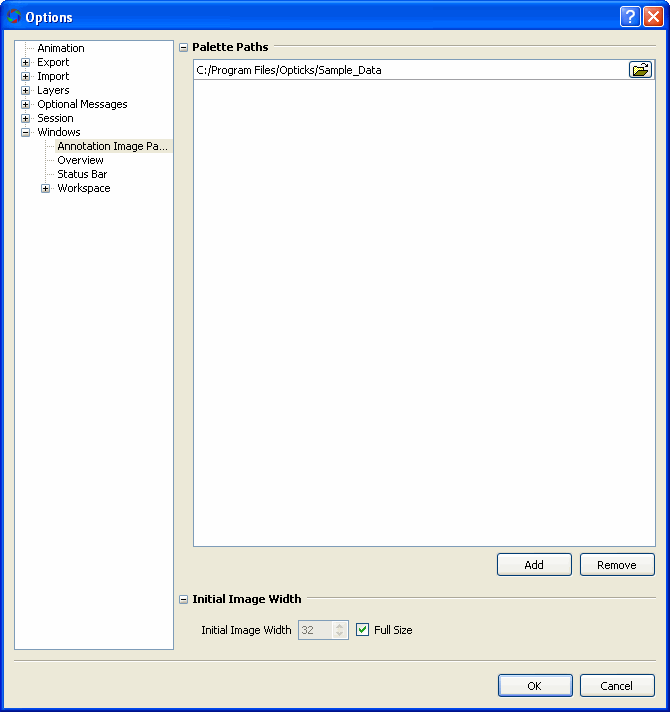 Options
Animation
Export
Import
Layers
Optional Messages
Session
Windows
Annotation Image Pa...
Overview
Status Bar
Workspace
Palette Paths
C:/Program Files/Opticks/Sample_Data
Add
Remove
Initial Image Width
Initial Image Width 32 Full Size
OK
Cancel